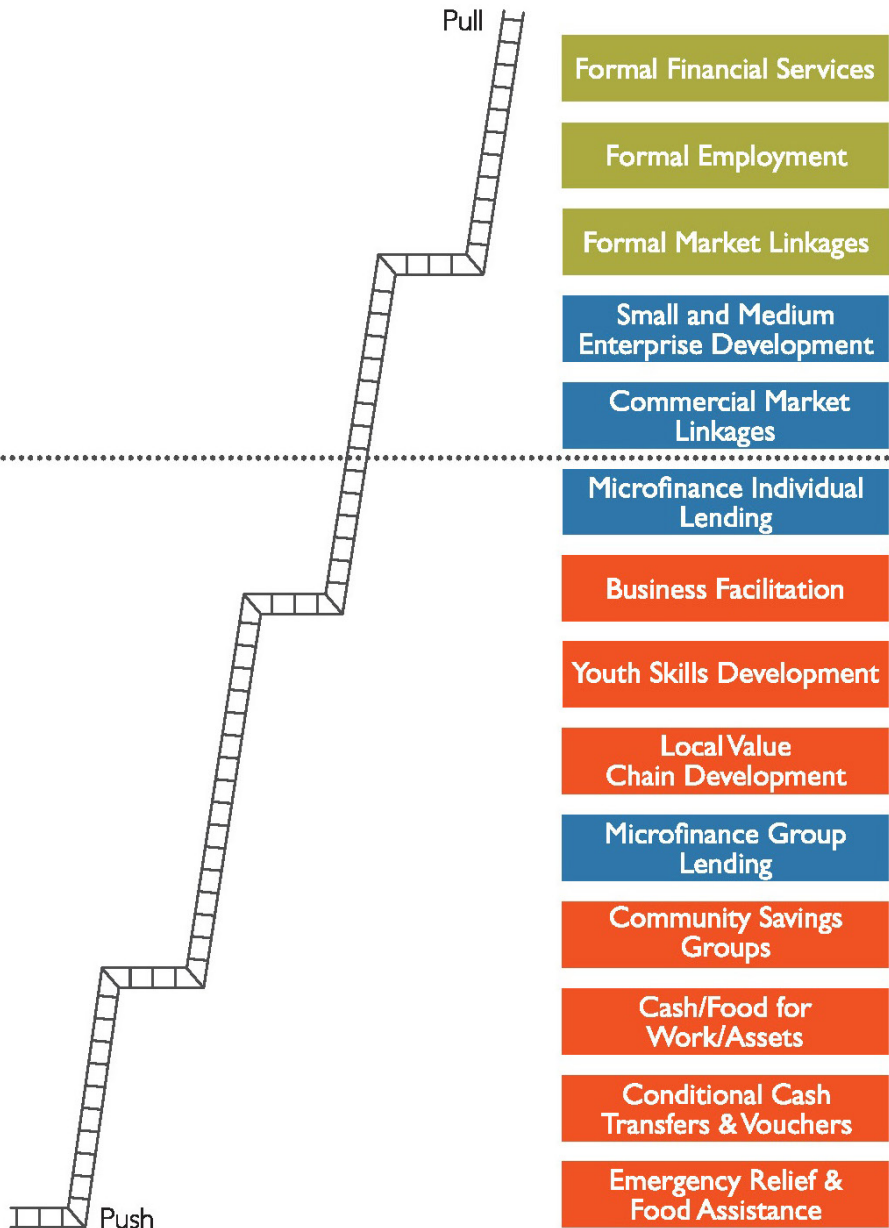 Pull
Formal Financial Services
Formal Employment
Formal Market Linkages
Small and Medium
Enterprise Development
Commercial Market
Linkages
Microfinance Individual
Lending
Business Facilitation
Youth Skills Development
Local Value
Chain Development
Microfinance Group
Lending
Community Savings
Groups
Cash/Food for
Work/Assets
Conditional Cash
Transfers & Vouchers
Emergency Relief &
Food Assistance
Push